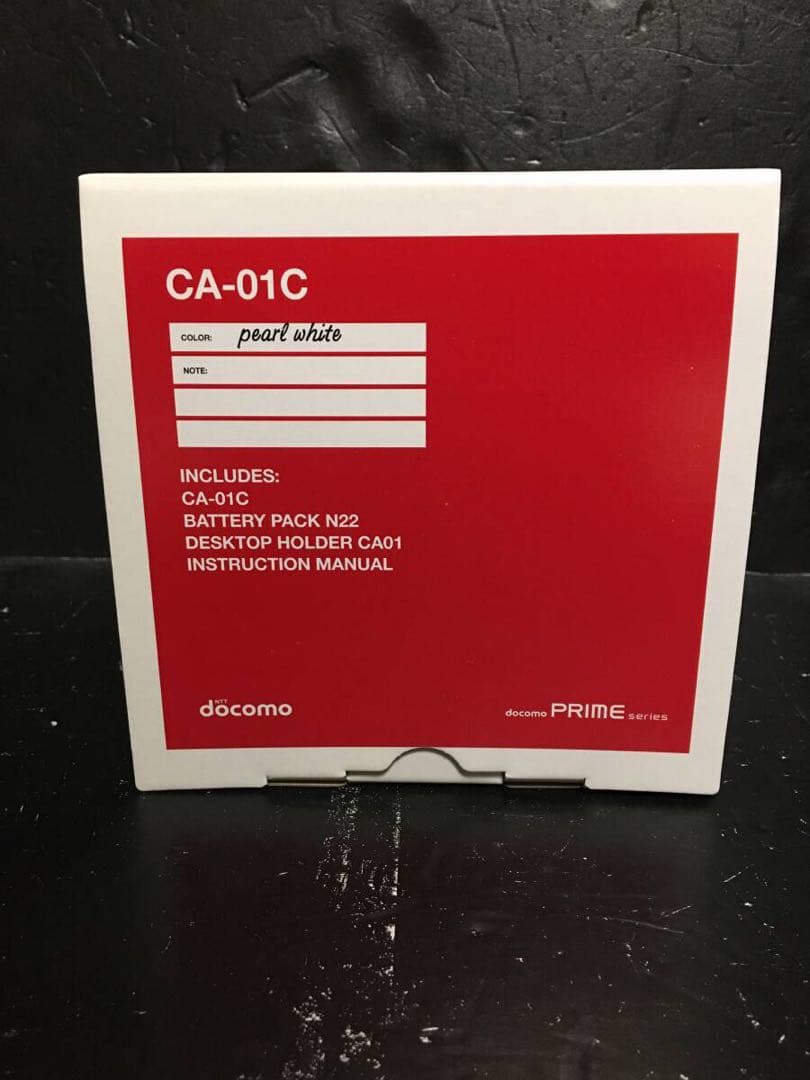 CA-01C
COLOR: pearl white
NOTE:
INCLUDES:
CA-01C
BATTERY PACK N22
DESKTOP HOLDER CA01
INSTRUCTION MANUAL
NTT
docomo
docomo PRIME series